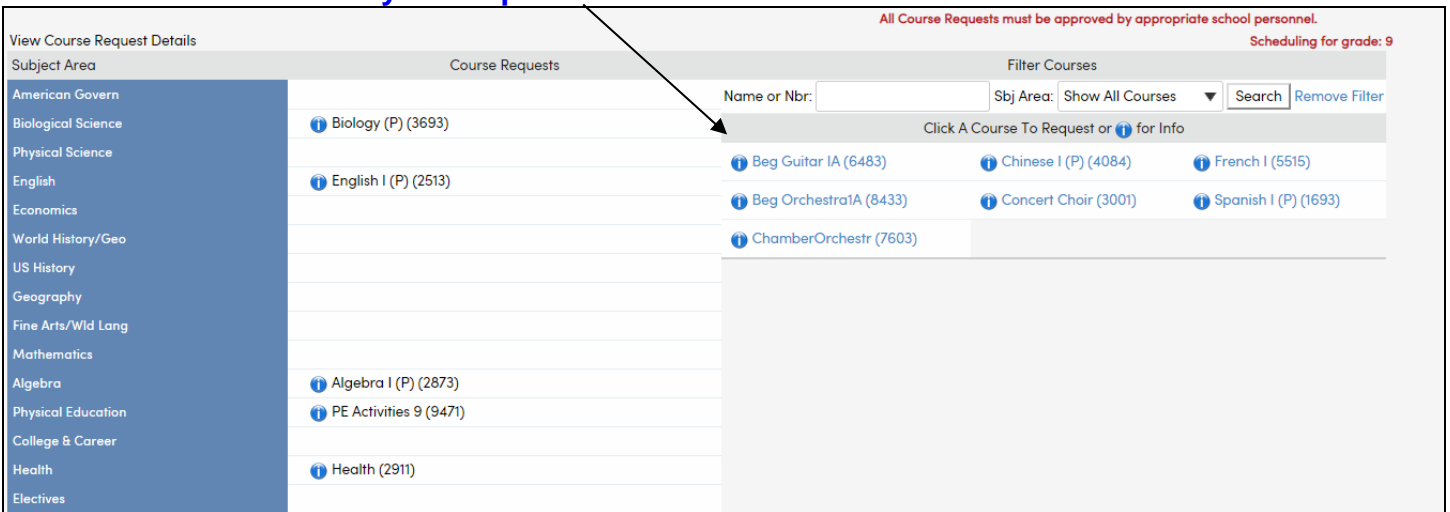 All Course Requests must be approved by appropriate school personnel.
View Course Request Details
Scheduling for grade: 9
Subject Area
Course Requests
Filter Courses
American Govern
Name or Nbr:
Sbj Area: Show All Courses
Search
Remove Filter
Biological Science
Biology (P) (3693)
Click A Course To Request or for Info
Physical Science
Beg Guitar IA (6483)
Chinese I (P) (4084)
French I (5515)
English
English I (P) (2513)
Beg Orchestra1A (8433)
Concert Choir (3001)
Spanish I (P) (1693)
Economics
World History/Geo
ChamberOrchestr (7603)
US History
Geography
Fine Arts/Wld Lang
Mathematics
Algebra
Algebra I (P) (2873)
Physical Education
PE Activities 9 (9471)
College & Career
Health
Health (2911)
Electives